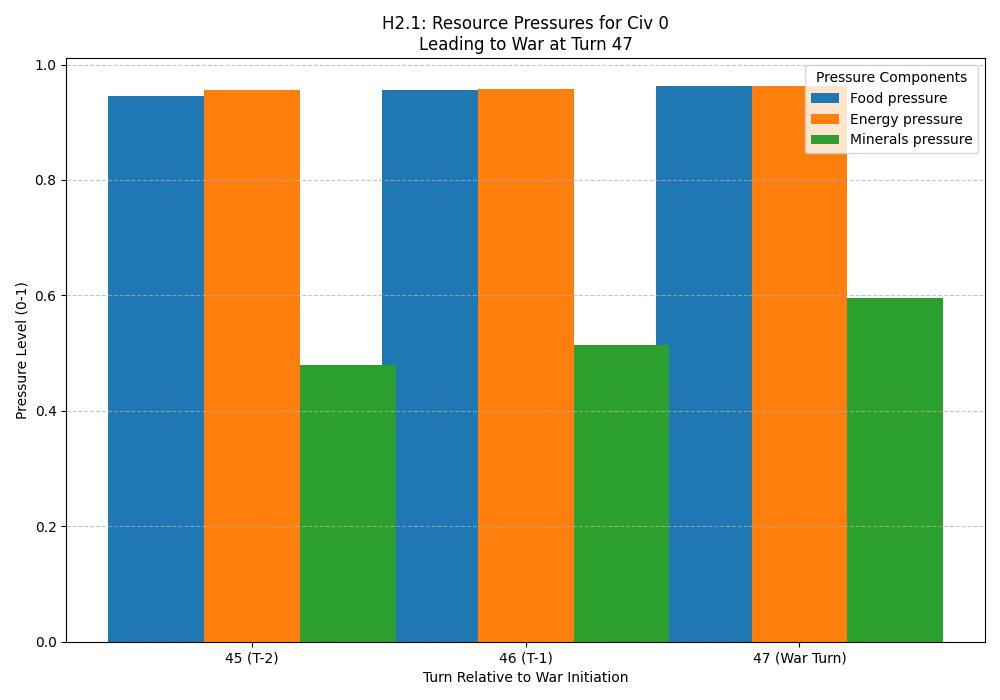 H2.1: Resource Pressures for Civ 0
Leading to War at Turn 47
Pressure Components
Food pressure
Energy pressure
Minerals pressure
Pressure Level (0-1)
1.0
0.8
0.6
0.4
0.2
0.0
45 (T-2)
46 (T-1)
47 (War Turn)
Turn Relative to War Initiation